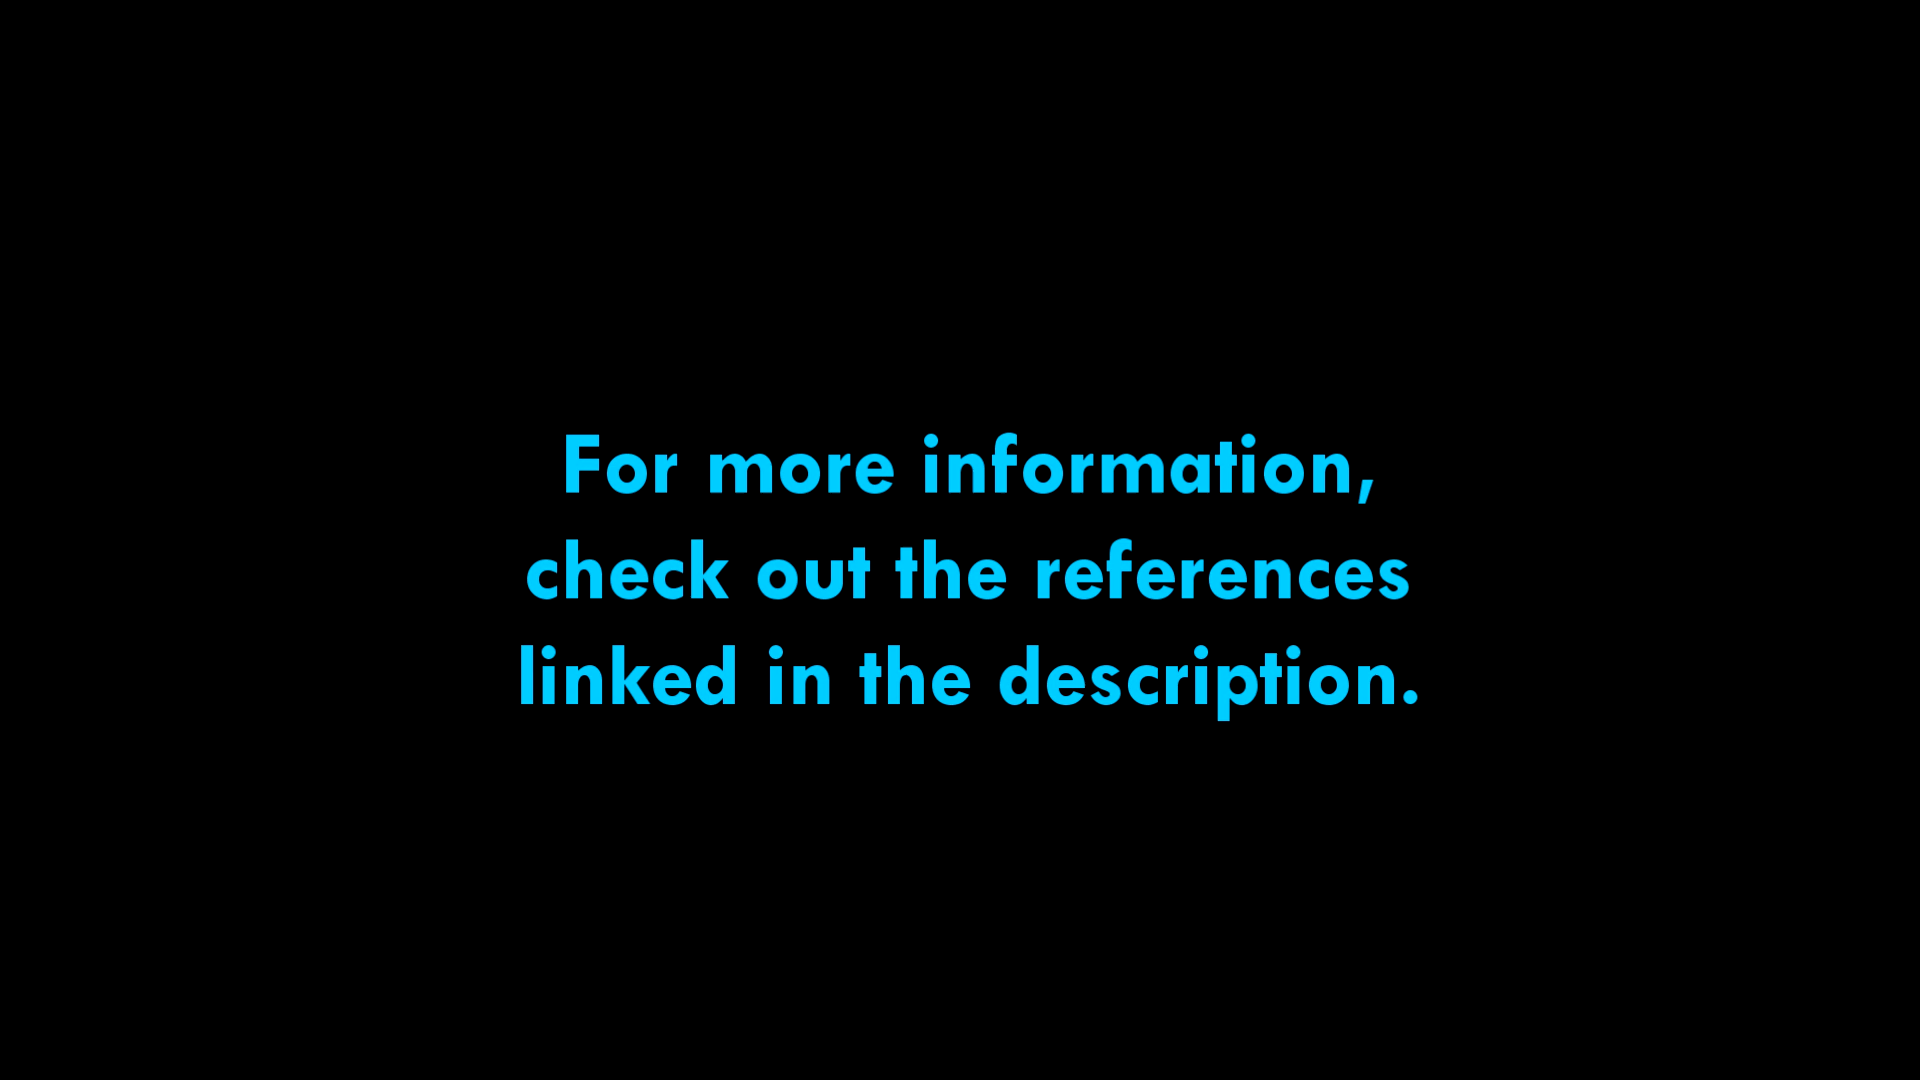 For more information,
check out the references
linked in the description.